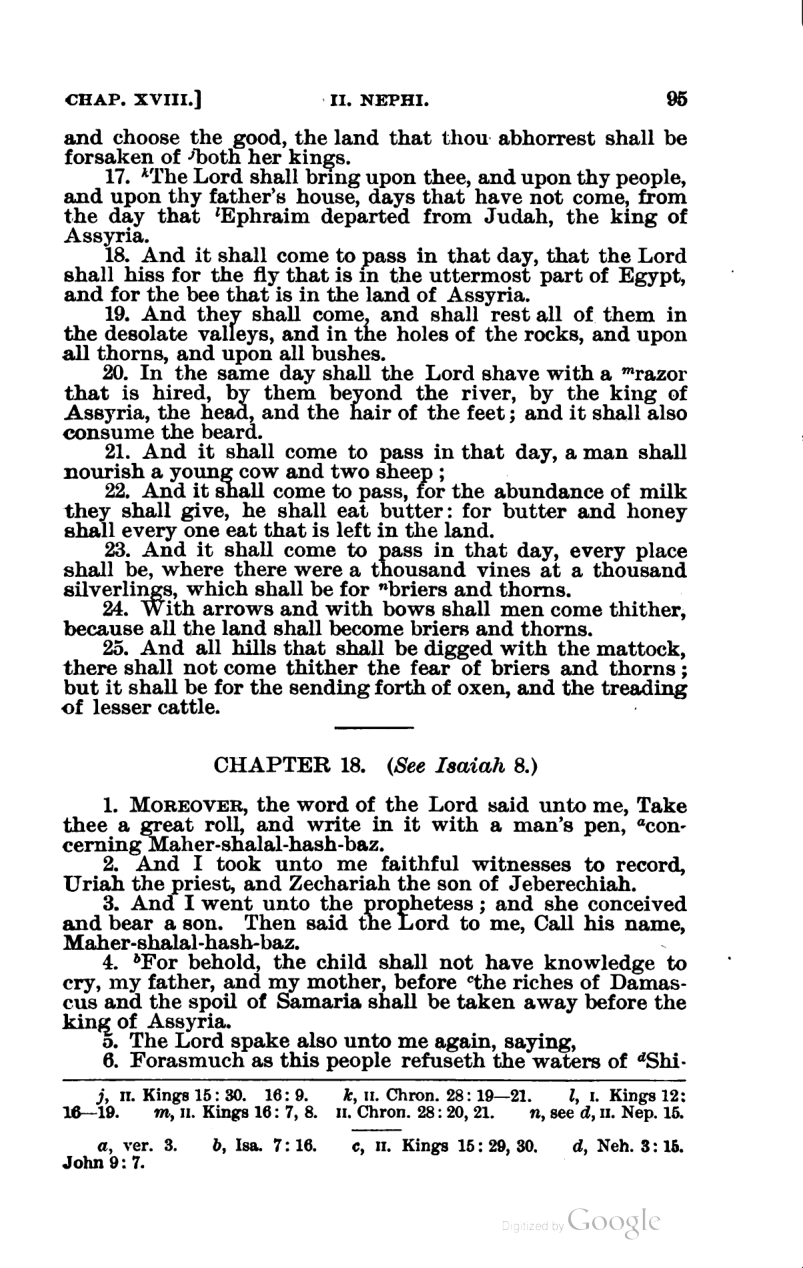 CHAP. XVIII.] II. NEPHI. 95
and choose the good, the land that thou abhorrest shall be
forsaken of jboth her kings.
17. kThe Lord shall bring upon thee, and upon thy people,
and upon thy father's house, days that have not come, from
the day that lEphraim departed from Judah, the king of
Assyria.
18. And it shall come to pass in that day, that the Lord
shall hiss for the fly that is in the uttermost part of Egypt,
and for the bee that is in the land of Assyria.
19. And they shall come, and shall rest all of them in
the desolate valleys, and in the holes of the rocks, and upon
all thorns, and upon all bushes.
20. In the same day shall the Lord shave with a mrazor
that is hired, by them beyond the river, by the king of
Assyria, the head, and the hair of the feet; and it shall also
consume the beard.
21. And it shall come to pass in that day, a man shall
nourish a young cow and two sheep;
22. And it shall come to pass, for the abundance of milk
they shall give, he shall eat butter: for butter and honey
shall every one eat that is left in the land.
23. And it shall come to pass in that day, every place
shall be, where there were a thousand vines at a thousand
silverlings, which shall be for nbriers and thorns.
24. With arrows and with bows shall men come thither,
because all the land shall become briers and thorns.
25. And all hills that shall be digged with the mattock,
there shall not come thither the fear of briers and thorns;
but it shall be for the sending forth of oxen, and the treading
of lesser cattle.
CHAPTER 18. (See Isaiah 8.)
1. MOREOVER, the word of the Lord said unto me, Take
thee a great roll, and write in it with a man's pen, acon-
cerning Maher-shalal-hash-baz.
2. And I took unto me faithful witnesses to record,
Uriah the priest, and Zechariah the son of Jeberechiah.
3. And I went unto the prophetess; and she conceived
and bear a son. Then said the Lord to me, Call his name,
Maher-shalal-hash-baz.
4. bFor behold, the child shall not have knowledge to
cry, my father, and my mother, before cthe riches of Damas-
cus and the spoil of Samaria shall be taken away before the
king of Assyria.
5. The Lord spake also unto me again, saying,
6. Forasmuch as this people refuseth the waters of dShi-
j, II. Kings 15: 30. 16: 9. k, II. Chron. 28: 19—21. l, I. Kings 12:
16—19. m, II. Kings 16: 7, 8. II. Chron. 28: 20, 21. n, see d, II. Nep. 15.
a, ver. 3. b, Isa. 7: 16. c, II. Kings 15: 29, 30. d, Neh. 3: 15.
John 9: 7.
Digitized by Google